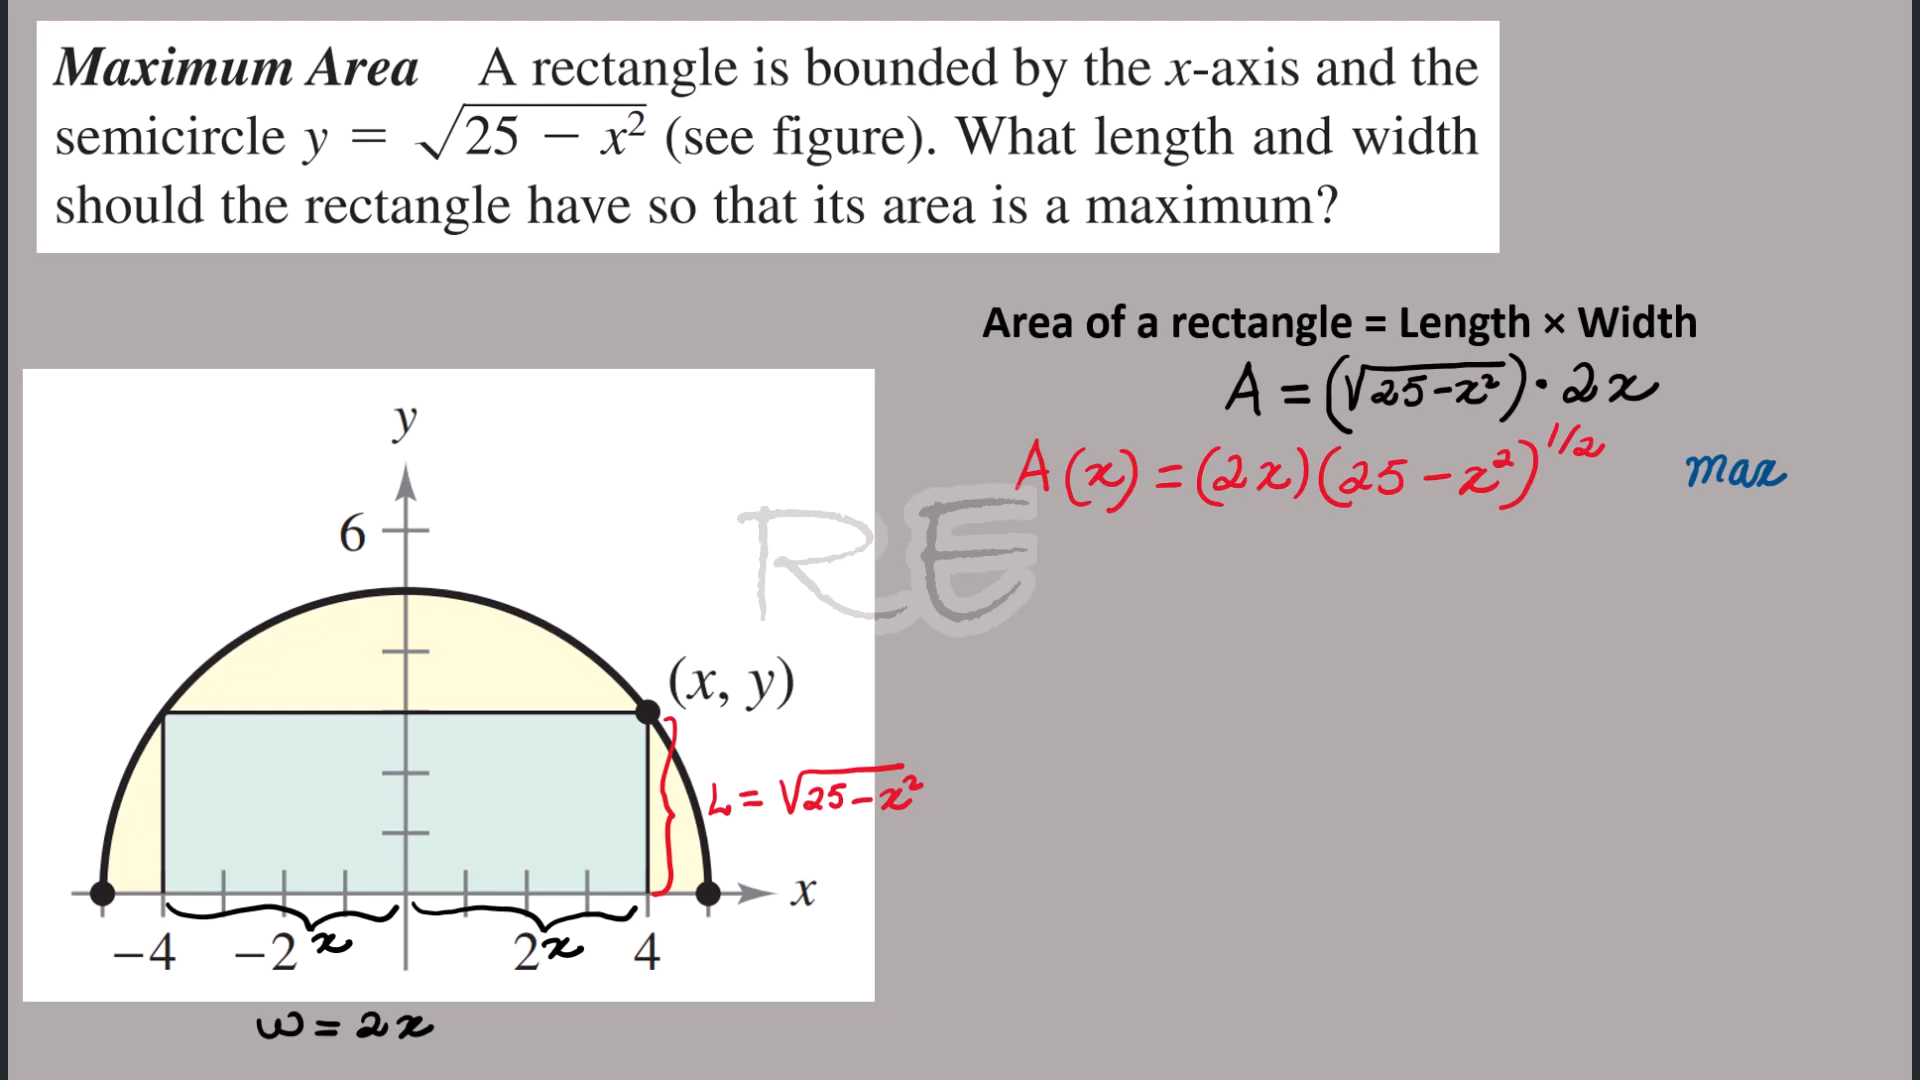 Maximum Area A rectangle is bounded by the x-axis and the
semicircle y = √25 − x² (see figure). What length and width
should the rectangle have so that its area is a maximum?
Area of a rectangle = Length × Width
A = (√25-x²) · 2x
A(x) = (2x)(25-x²)^1/2 max
RE
y
6
(x, y)
L = √25-x²
x
−4 −2 x 2 x 4
w = 2x